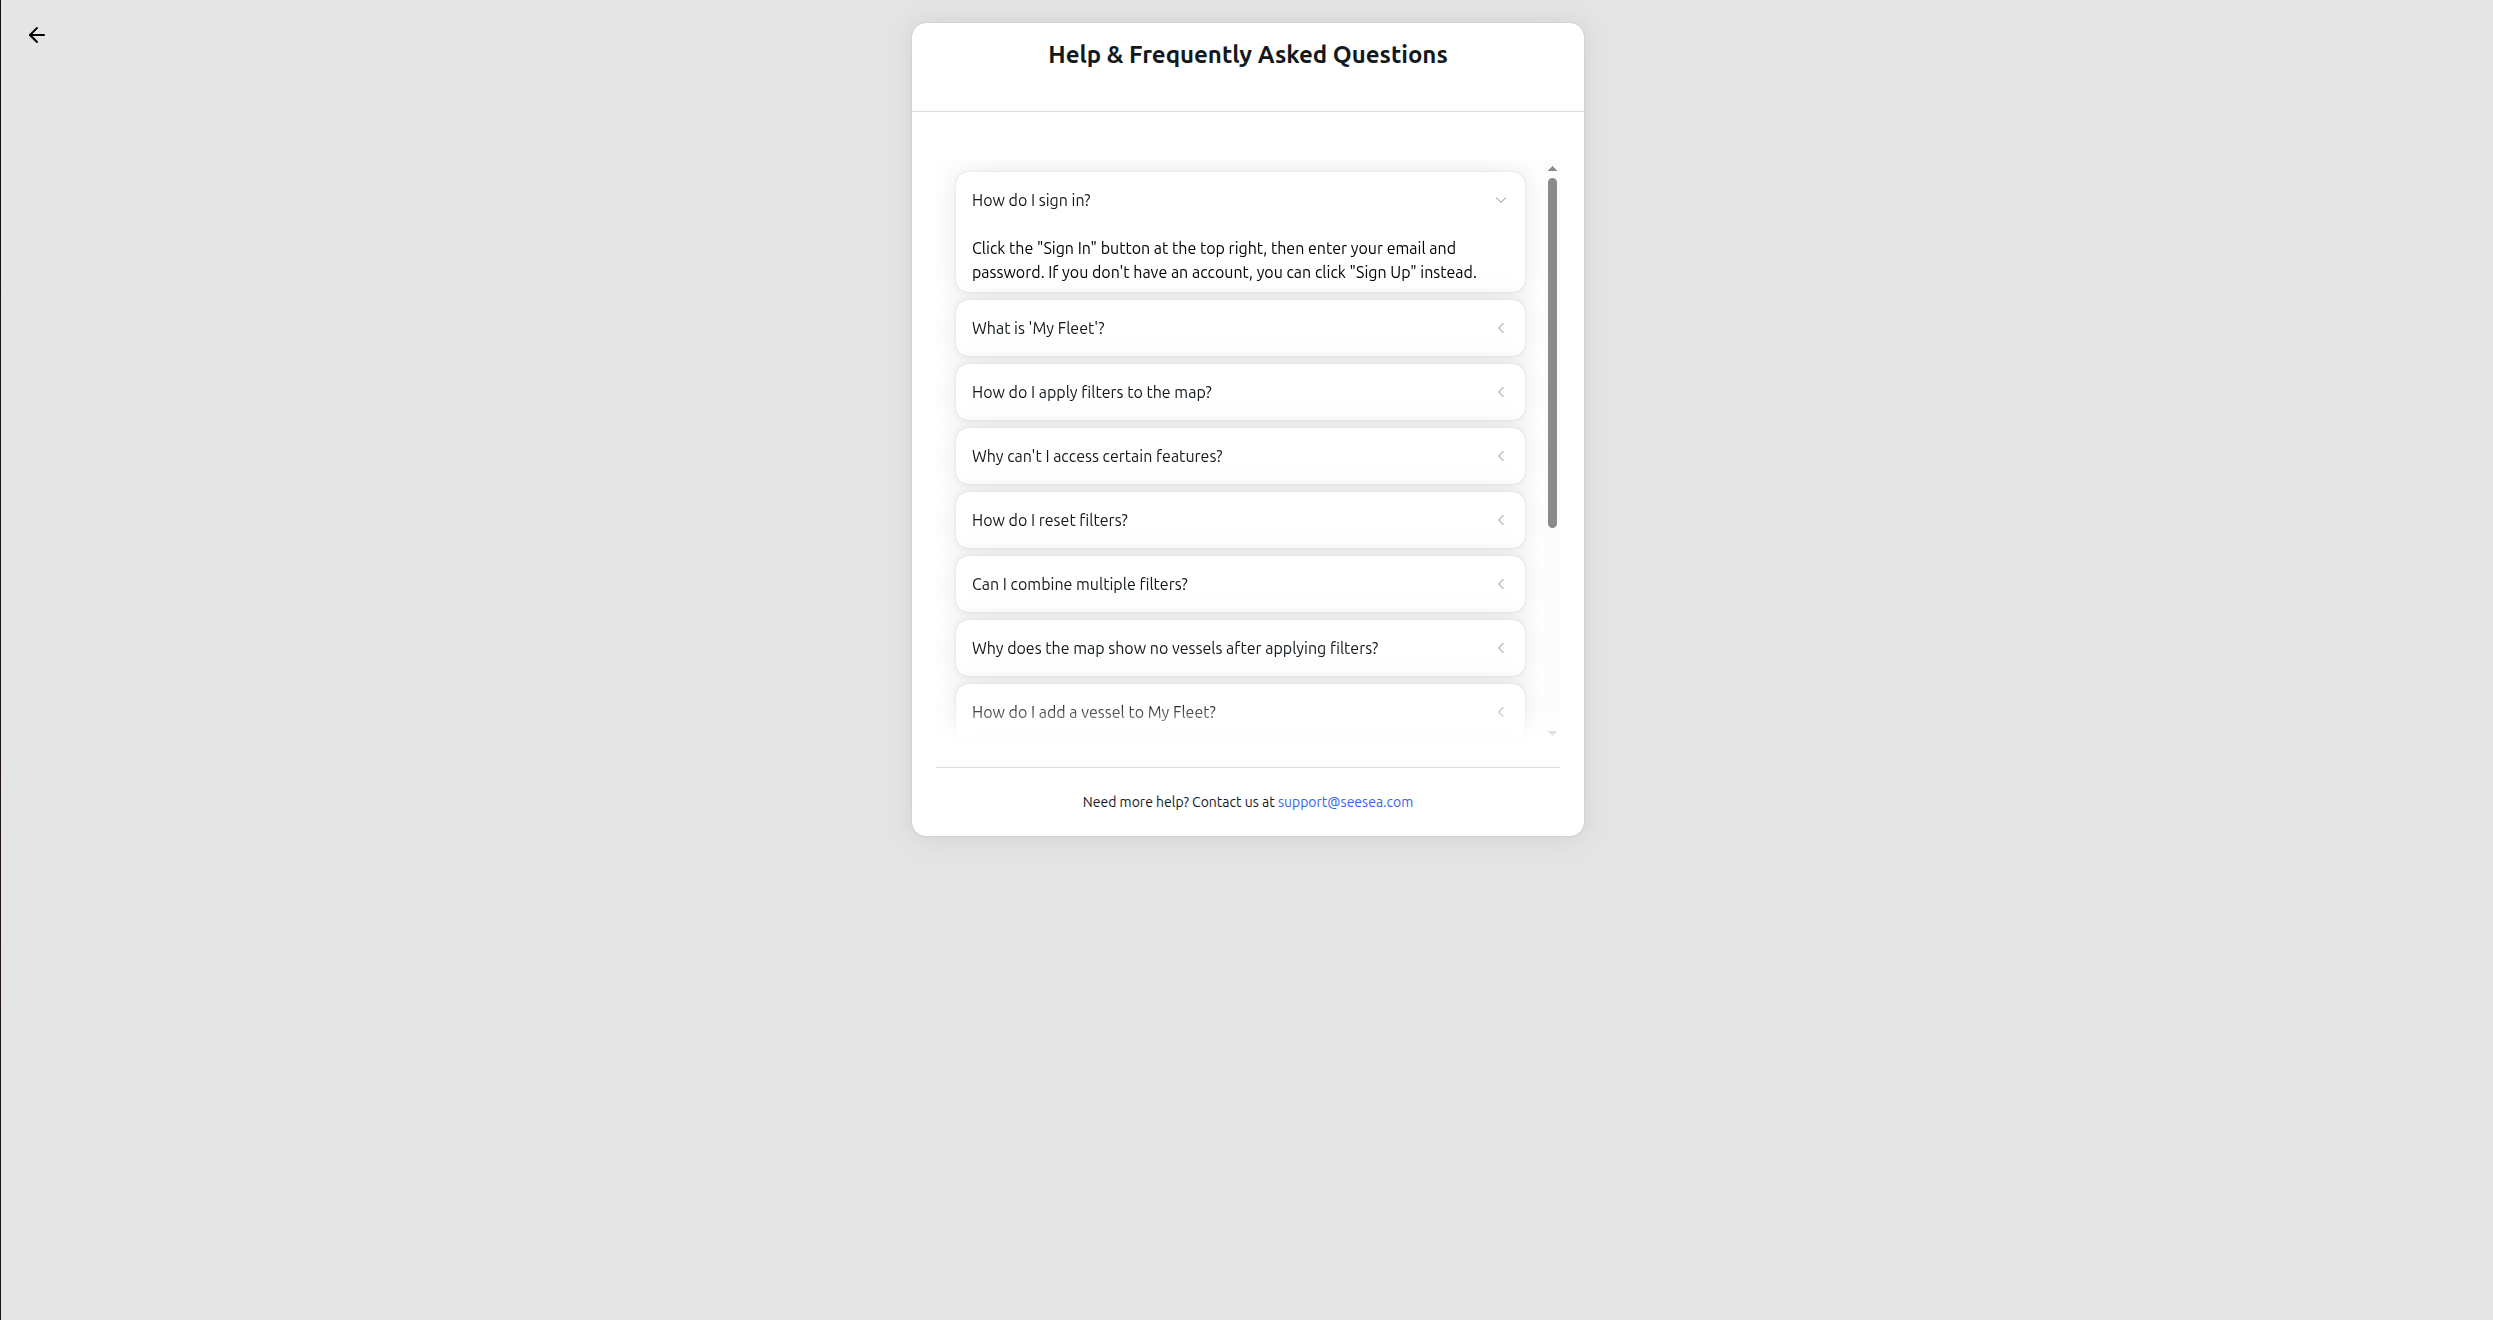 Help & Frequently Asked Questions
How do I sign in?
Click the "Sign In" button at the top right, then enter your email and
password. If you don't have an account, you can click "Sign Up" instead.
What is 'My Fleet'?
How do I apply filters to the map?
Why can't I access certain features?
How do I reset filters?
Can I combine multiple filters?
Why does the map show no vessels after applying filters?
How do I add a vessel to My Fleet?
Need more help? Contact us at support@seesea.com